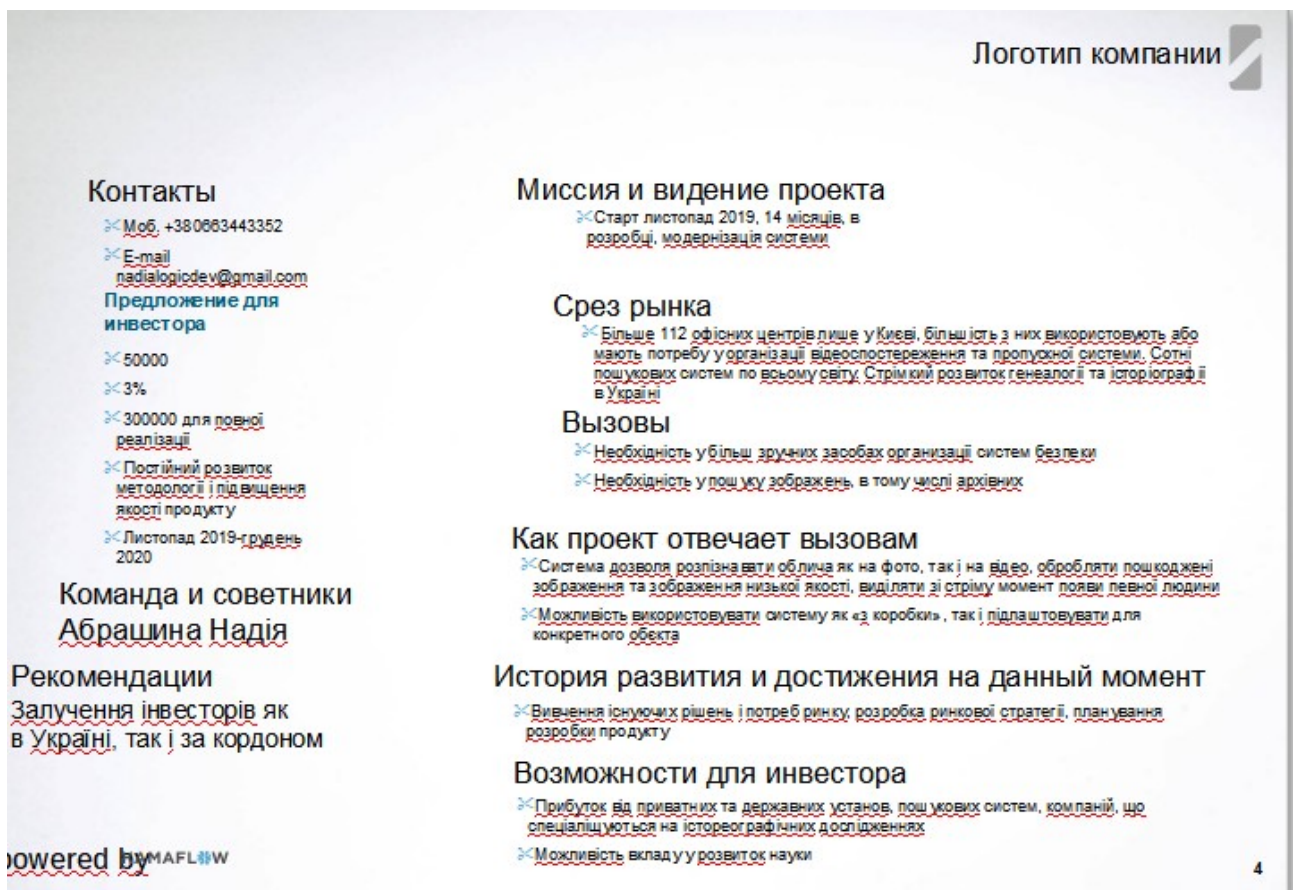 Логотип компании
Контакты
Моб. +380663443352
E-mail
nadialogicdev@gmail.com
Предложение для
инвестора
50000
3%
300000 для повної
реалізації
Постійний розвиток
методології і підвищення
якості продукту
Листопад 2019-грудень
2020
Команда и советники
Абрашина Надія
Рекомендации
Залучення інвесторів як
в Україні, так і за кордоном
powered by
Миссия и видение проекта
Старт листопад 2019, 14 місяців, в
розробці, модернізація системи
Срез рынка
Більше 112 офісних центрів лише у Києві, більшість з них використовують або
мають потребу у організації відеоспостереження та пропускної системи. Сотні
пошукових систем по всьому світу. Стрімкий розвиток генеалогії та історіографії
в Україні
Вызовы
Необхідність у більш зручних засобах організації систем безпеки
Необхідність у пошуку зображень, в тому числі архівних
Как проект отвечает вызовам
Система дозволя розпізнавати облича як на фото, так і на відео, обробляти пошкоджені
зображення та зображення низької якості, виділяти зі стріму момент появи певної людини
Можливість використовувати систему як «з коробки», так і підлаштовувати для
конкретного обєкта
История развития и достижения на данный момент
Вивчення існуючих рішень і потреб ринку, розробка ринкової стратегії, планування
розробки продукту
Возможности для инвестора
Прибуток від приватних та державних установ, пошукових систем, компаній, що
спеціаліщуються на істореографічних дослідженнях
Можливість вкладу у розвиток науки
4